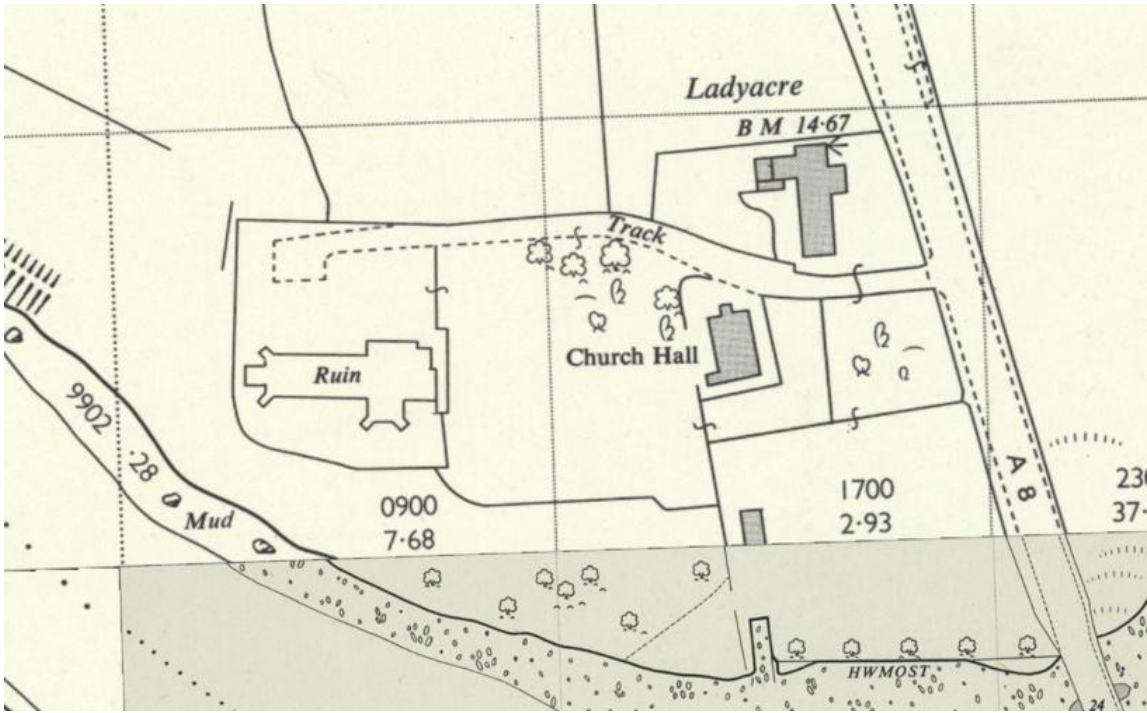 Ladyacre
B M 14·67
Track
Church Hall
Ruin
9902
·28
Mud
0900
7·68
1700
2·93
A 8
37·
HWMOST
24